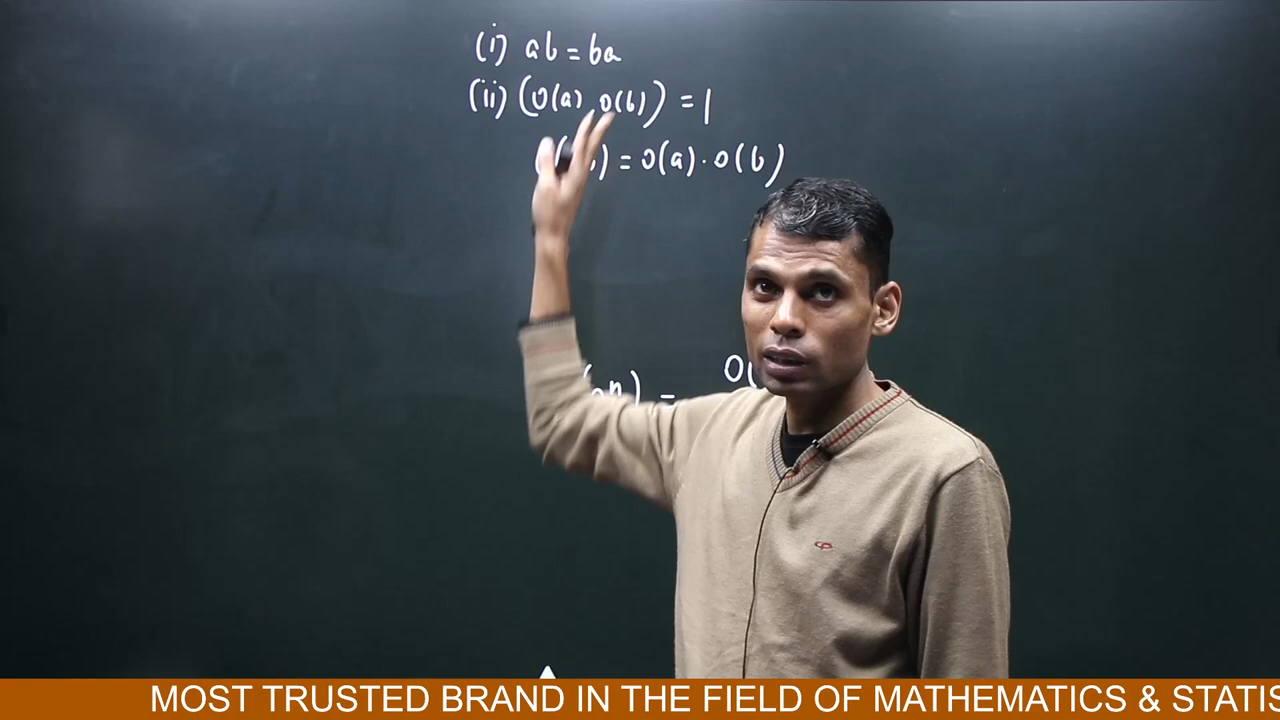 (i) ab = ba
(ii) (O(a), O(b)) = 1
) = O(a) · O(b)
O(
) =
MOST TRUSTED BRAND IN THE FIELD OF MATHEMATICS & STATIS